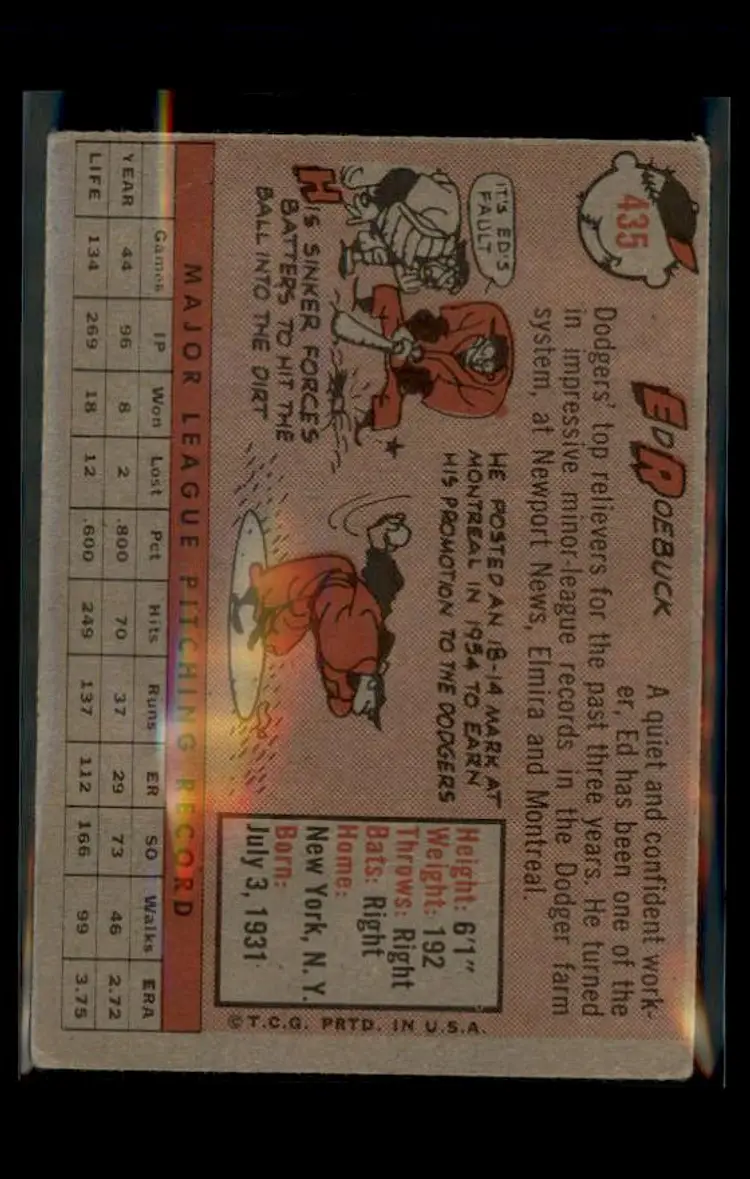 435
ED ROEBUCK
A quiet and confident work-
er, Ed has been one of the
Dodgers' top relievers for the past three years. He turned
in impressive minor-league records in the Dodger farm
system, at Newport News, Elmira and Montreal.
IT'S ED'S
FAULT
HIS SINKER FORCES
BATTERS TO HIT THE
BALL INTO THE DIRT
HE POSTED AN 18-14 MARK AT
MONTREAL IN 1954 TO EARN
HIS PROMOTION TO THE DODGERS
Height: 6'1"
Weight: 192
Throws: Right
Bats: Right
Home:
New York, N. Y.
Born:
July 3, 1931
© T.C.G. PRTD. IN U.S.A.
MAJOR LEAGUE PITCHING RECORD
Games IP Won Lost Pct Hits Runs ER SO Walks ERA
YEAR 44 96 8 2 .800 70 37 29 73 46 2.72
LIFE 134 269 18 12 .600 249 137 112 166 99 3.75